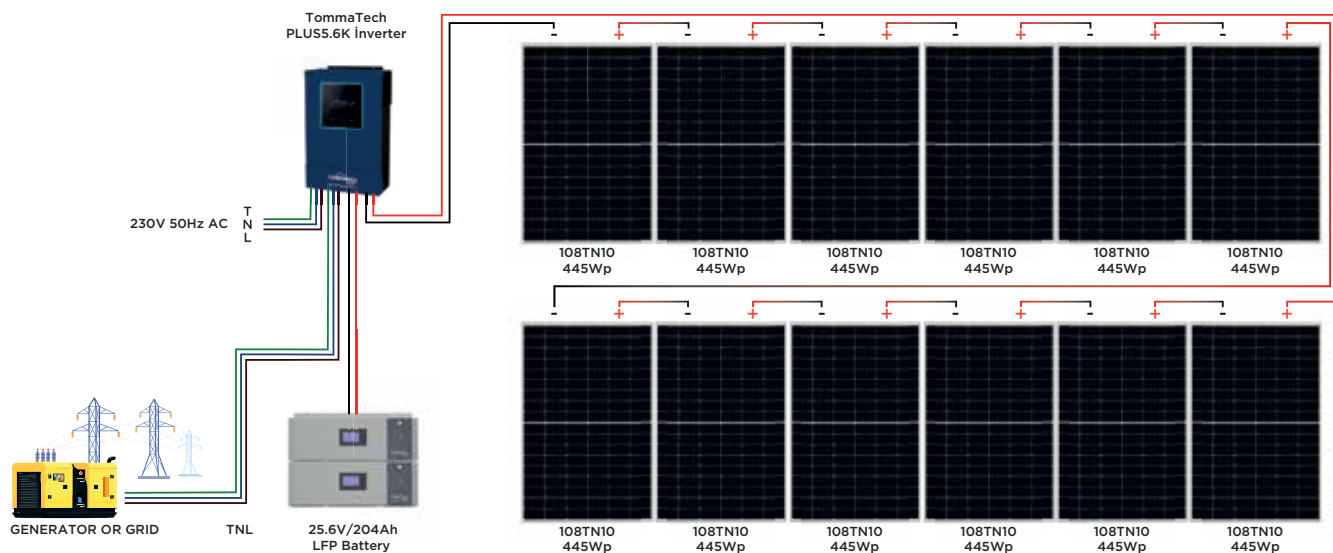 TommaTech
PLUS5.6K İnverter
- + - + - + - + - + - +
230V 50Hz AC
T
N
L
108TN10 108TN10 108TN10 108TN10 108TN10 108TN10
445Wp 445Wp 445Wp 445Wp 445Wp 445Wp
- + - + - + - + - + - +
GENERATOR OR GRID
TNL
25.6V/204Ah
LFP Battery
108TN10 108TN10 108TN10 108TN10 108TN10 108TN10
445Wp 445Wp 445Wp 445Wp 445Wp 445Wp